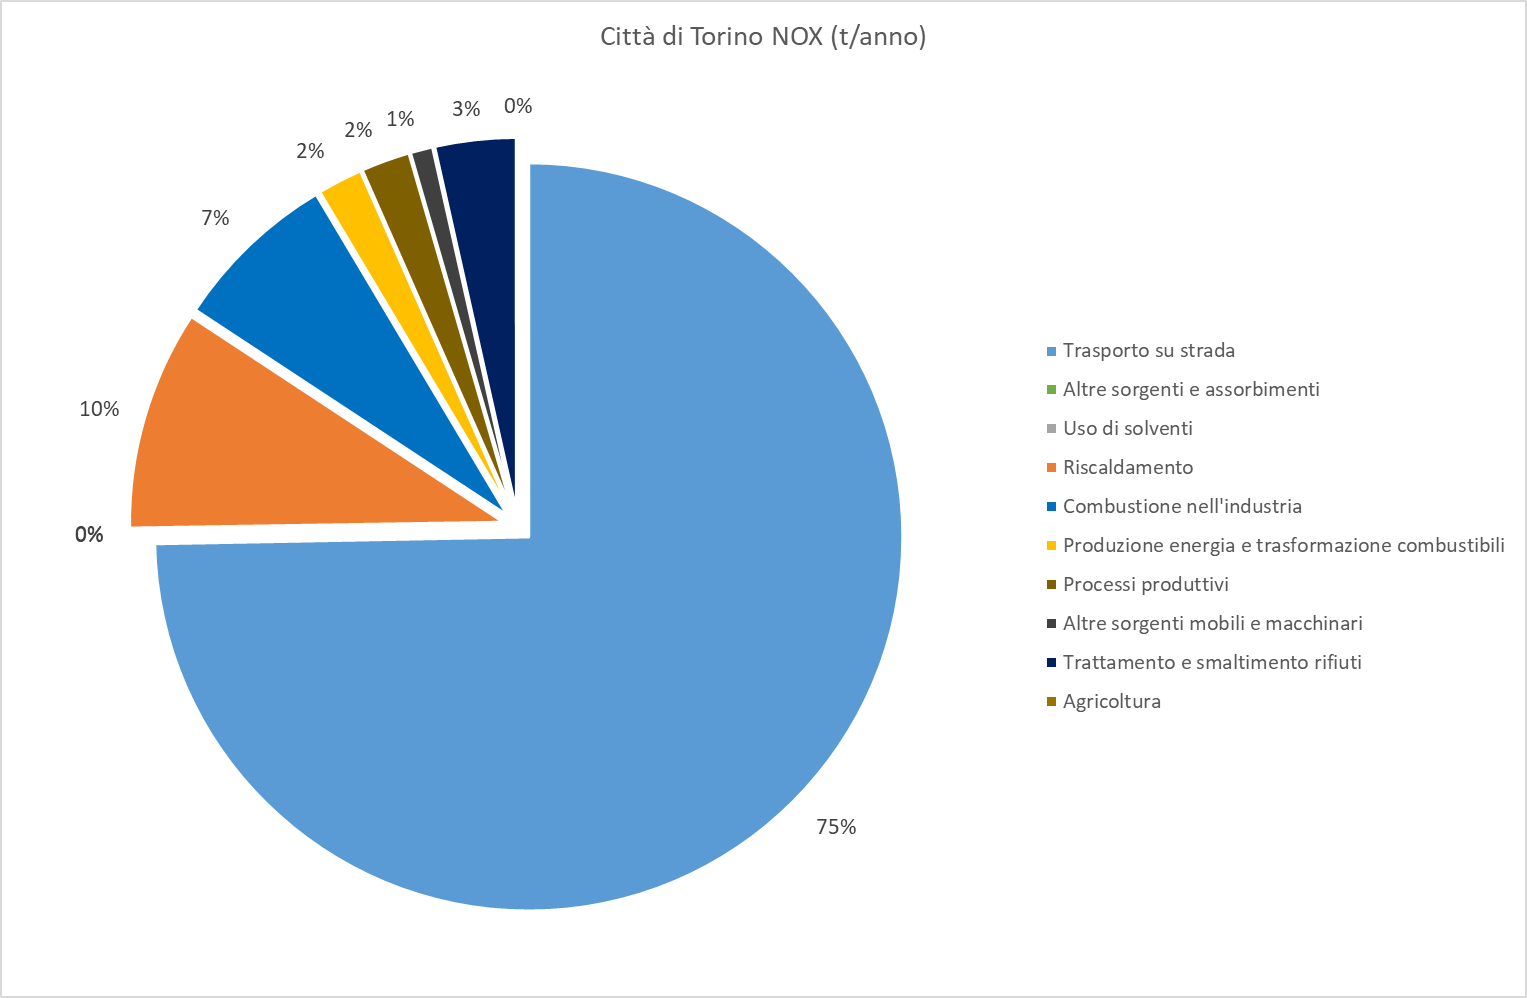 Città di Torino NOX (t/anno)
0%
3%
1%
2%
2%
7%
10%
0%
75%
Trasporto su strada
Altre sorgenti e assorbimenti
Uso di solventi
Riscaldamento
Combustione nell'industria
Produzione energia e trasformazione combustibili
Processi produttivi
Altre sorgenti mobili e macchinari
Trattamento e smaltimento rifiuti
Agricoltura